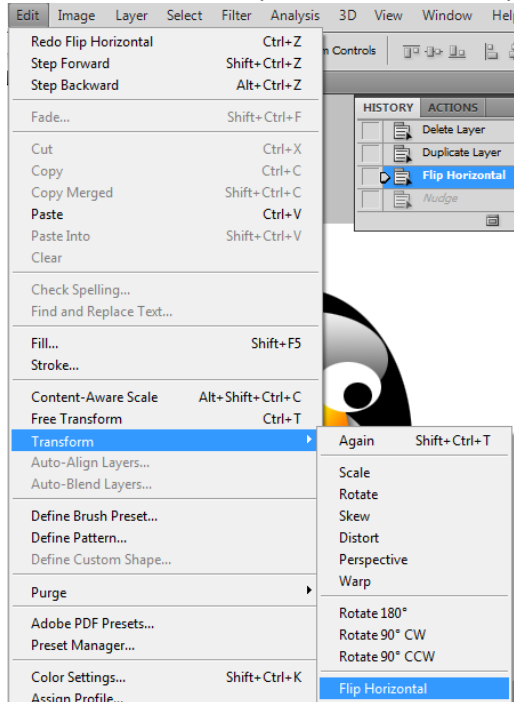 Edit Image Layer Select Filter Analysis 3D View Window Hel
Redo Flip Horizontal Ctrl+Z
Step Forward Shift+Ctrl+Z
Step Backward Alt+Ctrl+Z
Controls
HISTORY ACTIONS
Fade... Shift+Ctrl+F
Delete Layer
Cut Ctrl+X
Duplicate Layer
Copy Ctrl+C
Flip Horizontal
Copy Merged Shift+Ctrl+C
Nudge
Paste Ctrl+V
Paste Into Shift+Ctrl+V
Clear
Check Spelling...
Find and Replace Text...
Fill... Shift+F5
Stroke...
Content-Aware Scale Alt+Shift+Ctrl+C
Free Transform Ctrl+T
Transform
Again Shift+Ctrl+T
Auto-Align Layers...
Auto-Blend Layers...
Scale
Rotate
Define Brush Preset...
Skew
Define Pattern...
Distort
Define Custom Shape...
Perspective
Warp
Purge
Rotate 180°
Adobe PDF Presets...
Rotate 90° CW
Preset Manager...
Rotate 90° CCW
Color Settings... Shift+Ctrl+K
Flip Horizontal
Assign Profile...